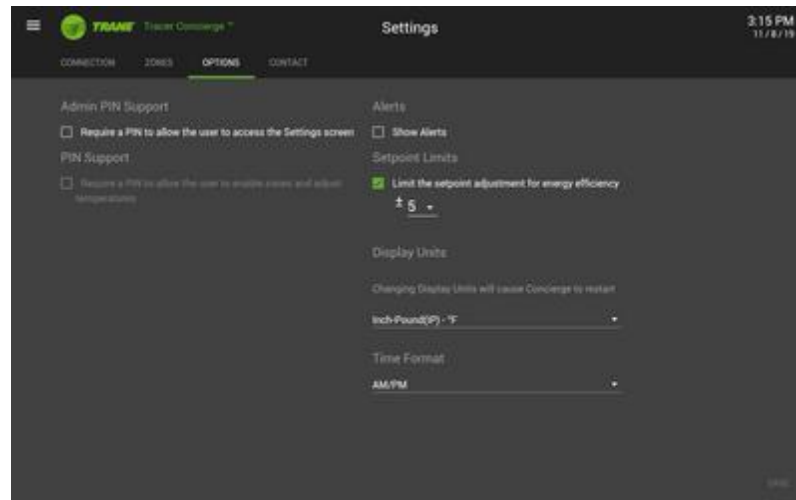 TRANE Tracer Concierge™
Settings
3:15 PM
11/8/19
CONNECTION ZONES OPTIONS CONTACT
Admin PIN Support
Require a PIN to allow the user to access the Settings screen
PIN Support
Require a PIN to allow the user to enable zones and adjust
temperatures
Alerts
Show Alerts
Setpoint Limits
Limit the setpoint adjustment for energy efficiency
± 5
Display Units
Changing Display Units will cause Concierge to restart
Inch-Pound(IP) - °F
Time Format
AM/PM